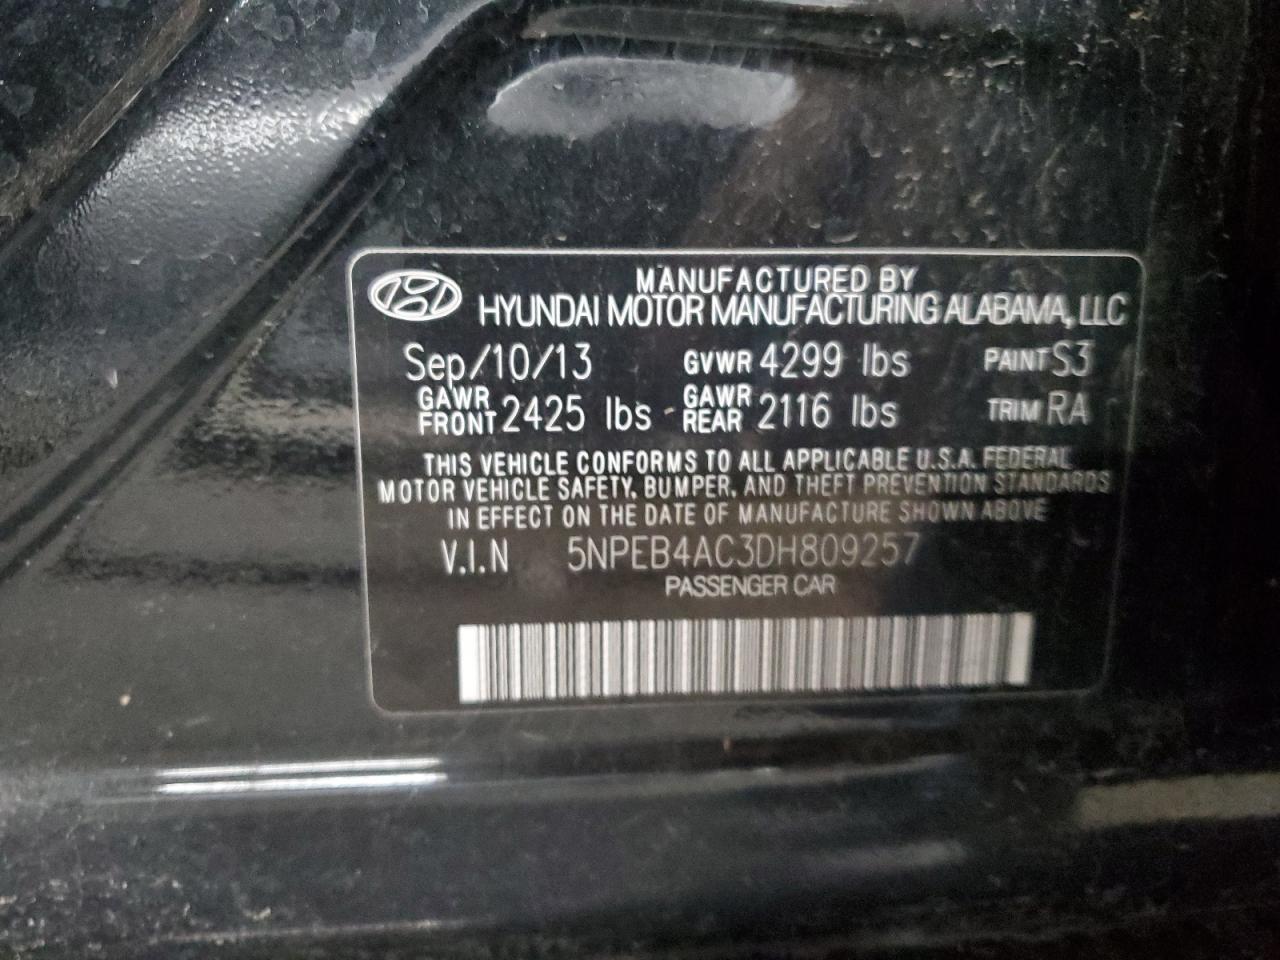 MANUFACTURED BY
HYUNDAI MOTOR MANUFACTURING ALABAMA, LLC
Sep/10/13 GVWR 4299 lbs PAINT S3
GAWR FRONT 2425 lbs GAWR REAR 2116 lbs TRIM RA
THIS VEHICLE CONFORMS TO ALL APPLICABLE U.S.A. FEDERAL
MOTOR VEHICLE SAFETY, BUMPER, AND THEFT PREVENTION STANDARDS
IN EFFECT ON THE DATE OF MANUFACTURE SHOWN ABOVE
V.I.N 5NPEB4AC3DH809257
PASSENGER CAR